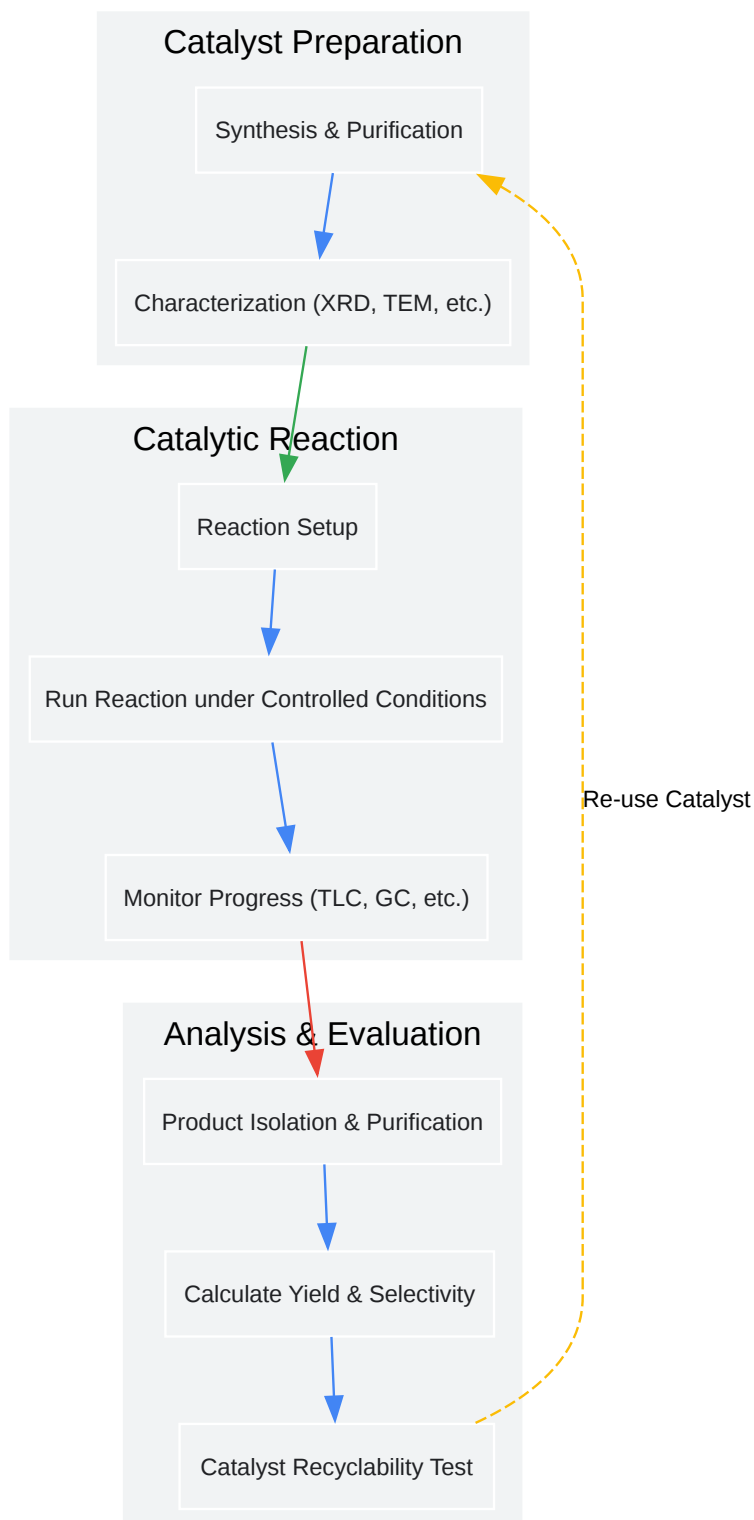 Catalyst Preparation
Synthesis & Purification
Characterization (XRD, TEM, etc.)
Catalytic Reaction
Reaction Setup
Run Reaction under Controlled Conditions
Re-use Catalyst
Monitor Progress (TLC, GC, etc.)
Analysis & Evaluation
Product Isolation & Purification
Calculate Yield & Selectivity
Catalyst Recyclability Test